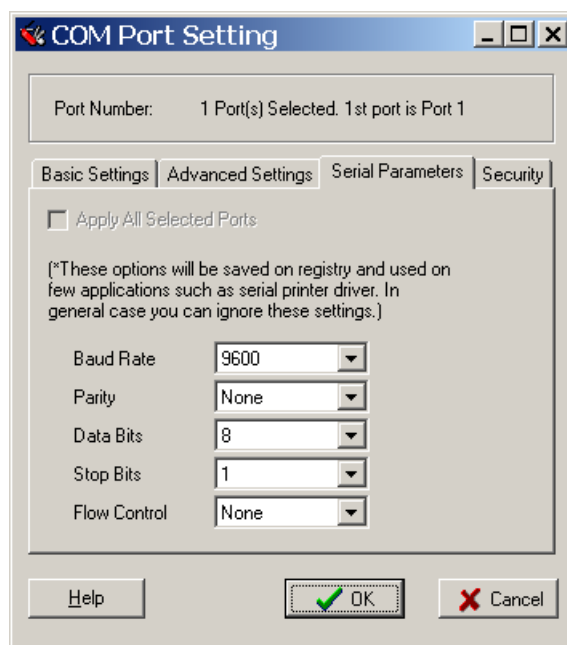 COM Port Setting
Port Number: 1 Port(s) Selected. 1st port is Port 1
Basic Settings Advanced Settings Serial Parameters Security
Apply All Selected Ports
(*These options will be saved on registry and used on
few applications such as serial printer driver. In
general case you can ignore these settings.)
Baud Rate 9600
Parity None
Data Bits 8
Stop Bits 1
Flow Control None
Help OK Cancel